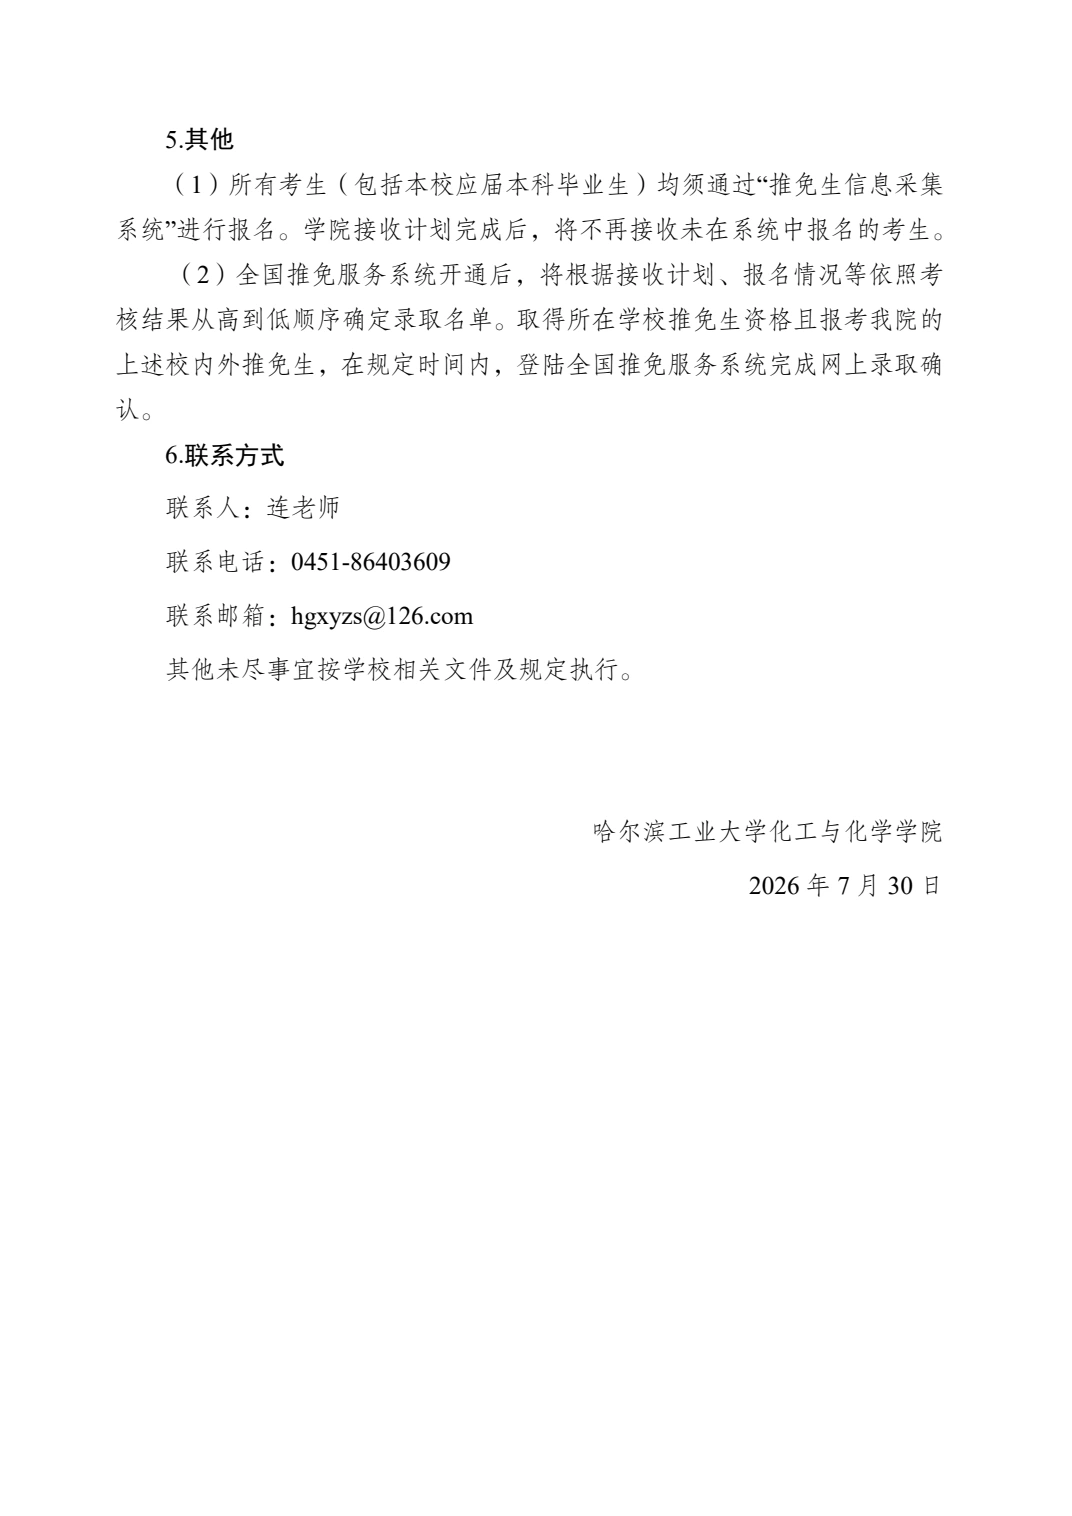 5.其他
（1）所有考生（包括本校应届本科毕业生）均须通过“推免生信息采集
系统”进行报名。学院接收计划完成后，将不再接收未在系统中报名的考生。
（2）全国推免服务系统开通后，将根据接收计划、报名情况等依照考
核结果从高到低顺序确定录取名单。取得所在学校推免生资格且报考我院的
上述校内外推免生，在规定时间内，登陆全国推免服务系统完成网上录取确
认。
6.联系方式
联系人：连老师
联系电话：0451-86403609
联系邮箱：hgxyzs@126.com
其他未尽事宜按学校相关文件及规定执行。
哈尔滨工业大学化工与化学学院
2026 年 7 月 30 日